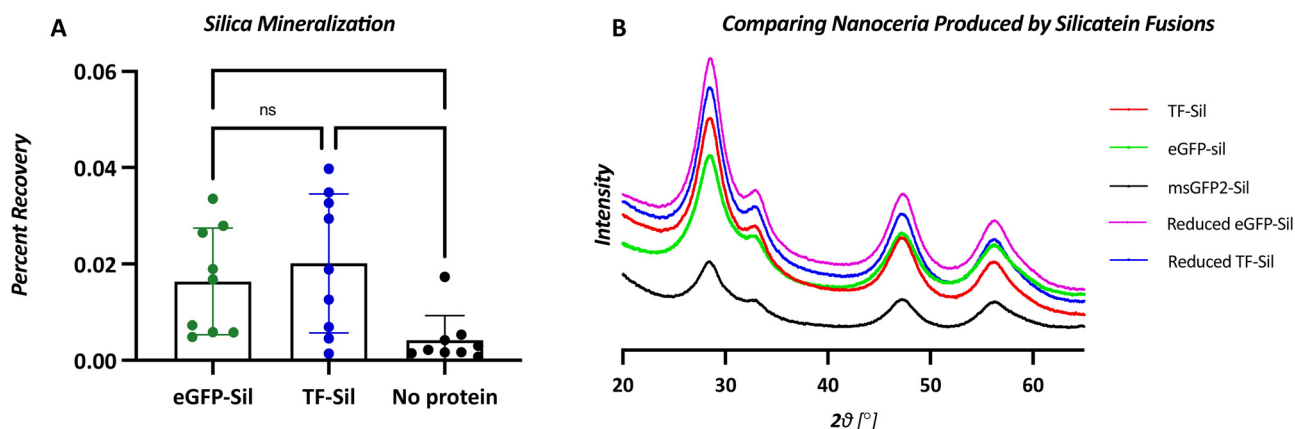 A
Silica Mineralization
Percent Recovery
0.06
0.04
0.02
0.00
ns
eGFP-Sil
TF-Sil
No protein
B
Comparing Nanoceria Produced by Silicatein Fusions
Intensity
20
30
40
50
60
2ϑ [°]
TF-Sil
eGFP-sil
msGFP2-Sil
Reduced eGFP-Sil
Reduced TF-Sil